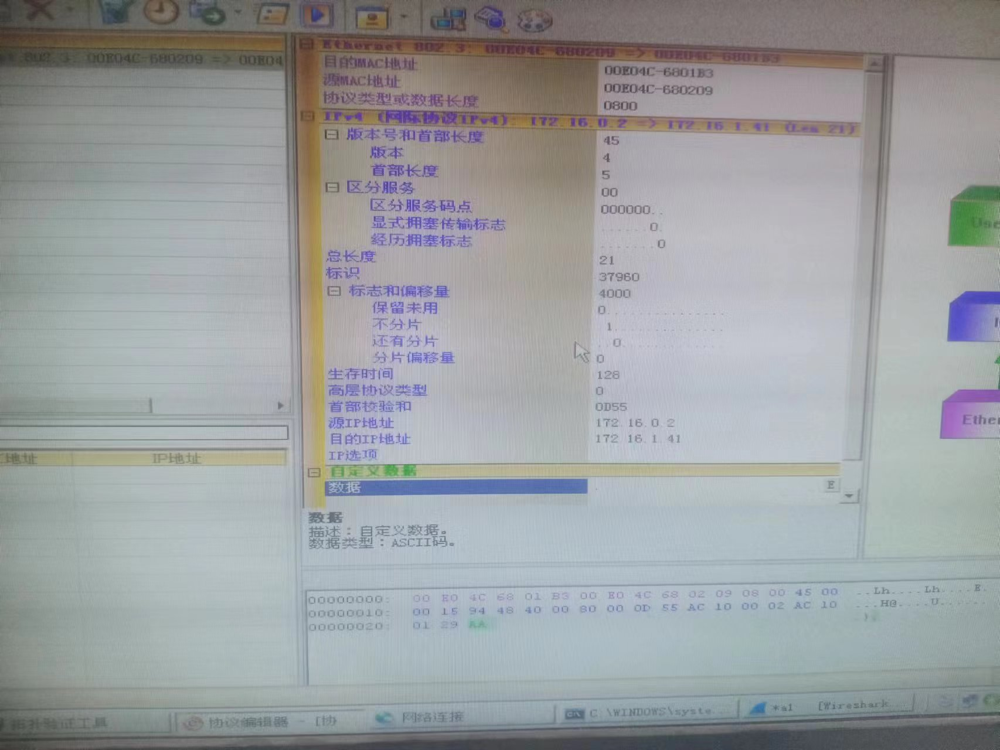 802.3: 00E04C-680209 => 00E04
Ethernet 802.3: 00E04C-680209 => 00E04C-6801B3
目的MAC地址 00E04C-6801B3
源MAC地址 00E04C-680209
协议类型或数据长度 0800
IPv4 (网际协议IPv4): 172.16.0.2 => 172.16.1.41 (Len 21)
版本号和首部长度 45
版本 4
首部长度 5
区分服务 00
区分服务码点 000000..
显式拥塞传输标志 ......0.
经历拥塞标志 .......0
总长度 21
标识 37960
标志和偏移量 4000
保留未用 0...............
不分片 .1..............
还有分片 ..0.............
分片偏移量 0
生存时间 128
高层协议类型 0
首部校验和 0D55
源IP地址 172.16.0.2
目的IP地址 172.16.1.41
IP选项
自定义数据
数据 . E
数据
描述：自定义数据。
数据类型：ASCII码。
地址 IP地址
00000000: 00 E0 4C 68 01 B3 00 E0 4C 68 02 09 08 00 45 00 ..Lh....Lh....E.
00000010: 00 15 94 48 40 00 80 00 0D 55 AC 10 00 02 AC 10 ...H@....U......
00000020: 01 29 AA .).
Ether
协议编辑器 - [协
网络连接
C:\WINDOWS\syste...
*a1 [Wireshark...